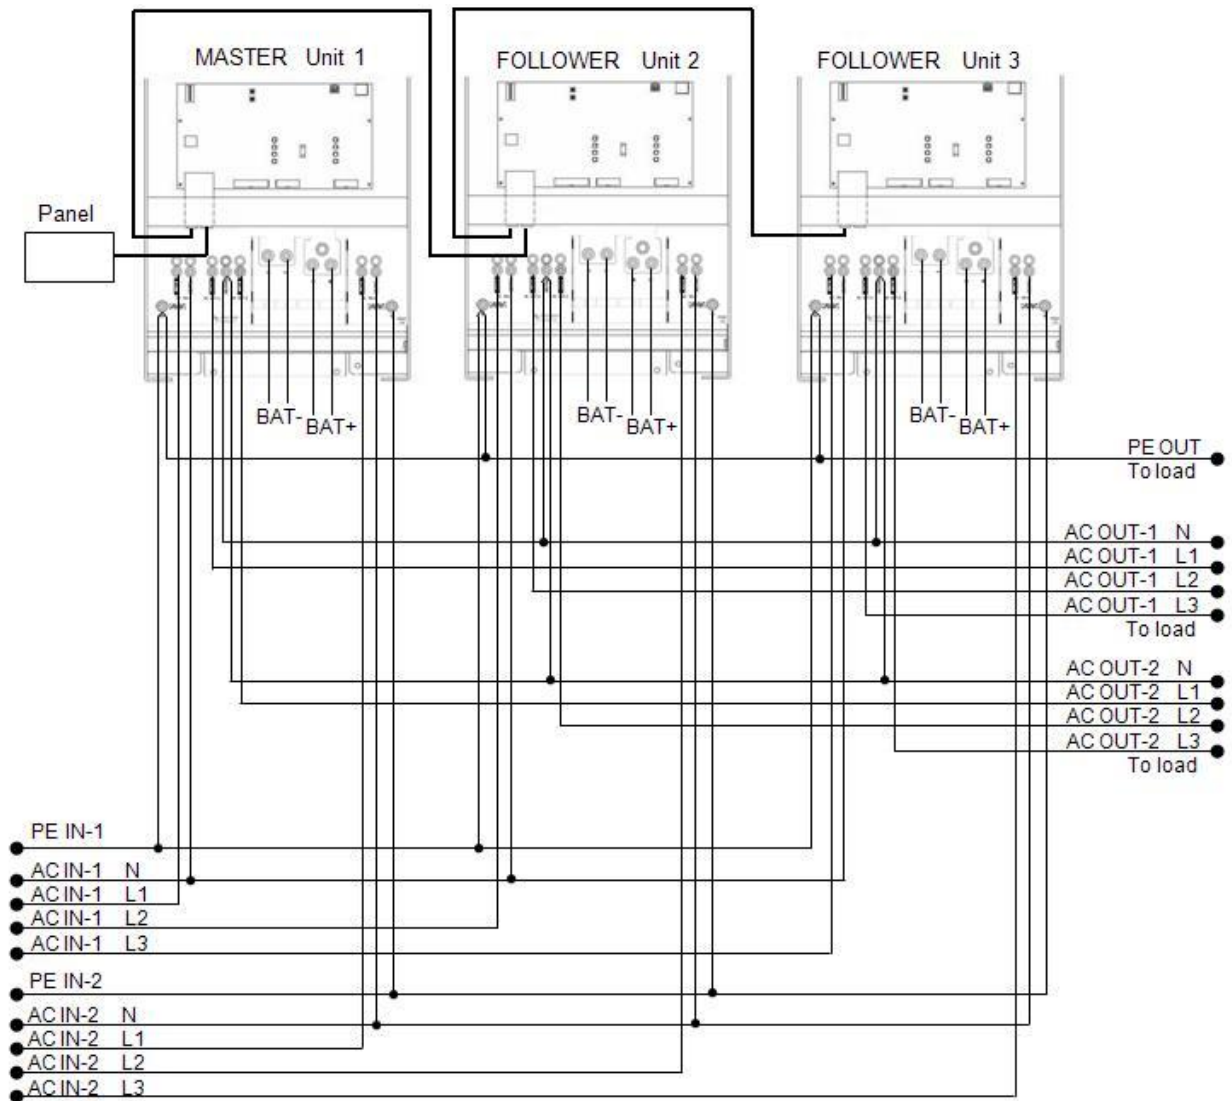 MASTER Unit 1
FOLLOWER Unit 2
FOLLOWER Unit 3
Panel
BAT-
BAT+
BAT-
BAT+
BAT-
BAT+
PE OUT
To load
AC OUT-1 N
AC OUT-1 L1
AC OUT-1 L2
AC OUT-1 L3
To load
AC OUT-2 N
AC OUT-2 L1
AC OUT-2 L2
AC OUT-2 L3
To load
PE IN-1
AC IN-1 N
AC IN-1 L1
AC IN-1 L2
AC IN-1 L3
PE IN-2
AC IN-2 N
AC IN-2 L1
AC IN-2 L2
AC IN-2 L3